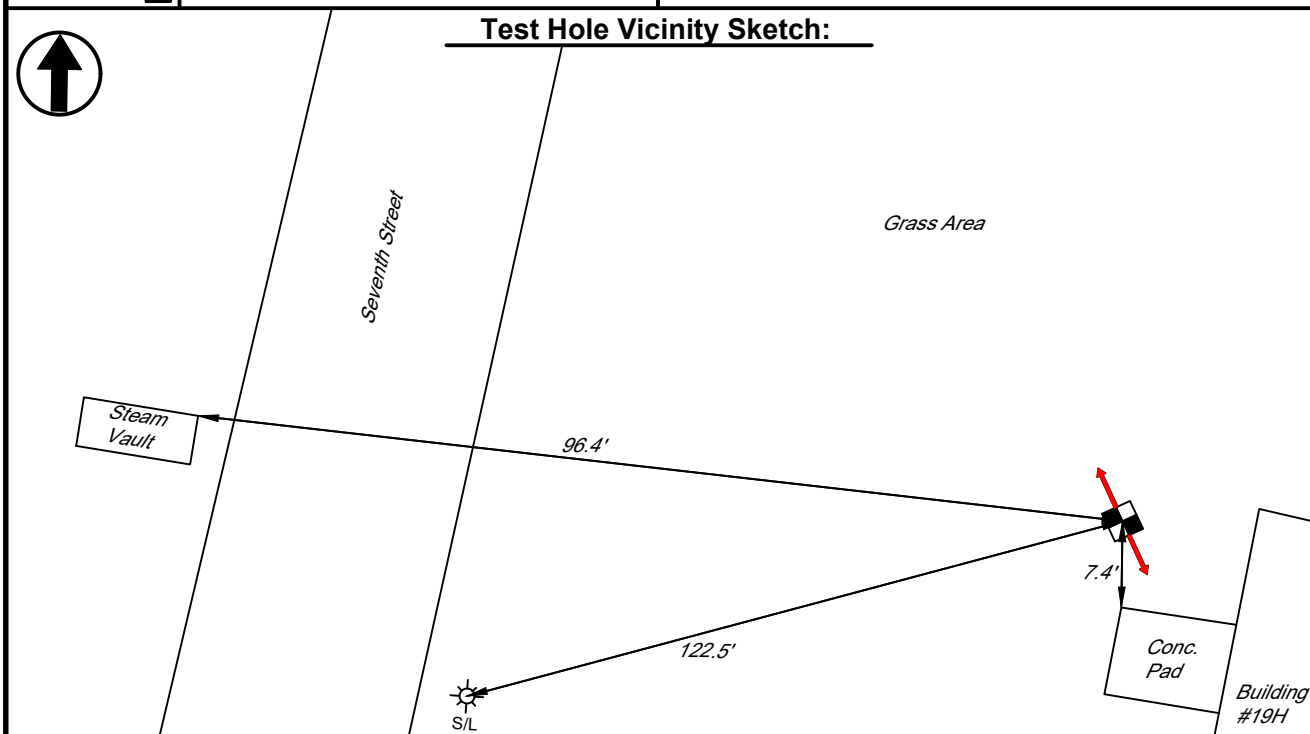 Test Hole Vicinity Sketch:
Seventh Street
Grass Area
Steam
Vault
96.4'
7.4'
122.5'
S/L
Conc.
Pad
Building
#19H